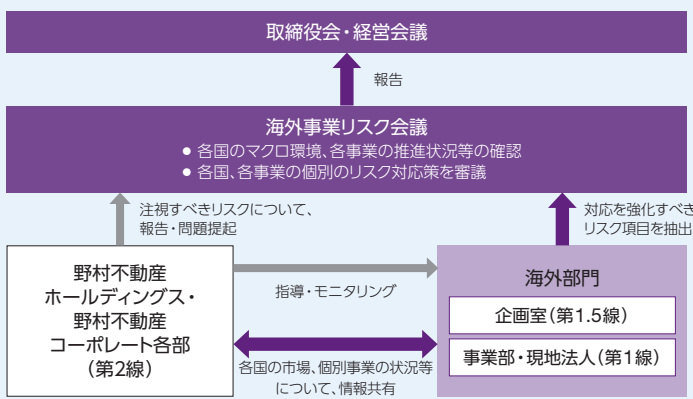 取締役会・経営会議
報告
海外事業リスク会議
● 各国のマクロ環境、各事業の推進状況等の確認
● 各国、各事業の個別のリスク対応策を審議
注視すべきリスクについて、
報告・問題提起
対応を強化すべき
リスク項目を抽出
野村不動産
ホールディングス・
野村不動産
コーポレート各部
(第2線)
指導・モニタリング
海外部門
企画室(第1.5線)
事業部・現地法人(第1線)
各国の市場、個別事業の状況等
について、情報共有